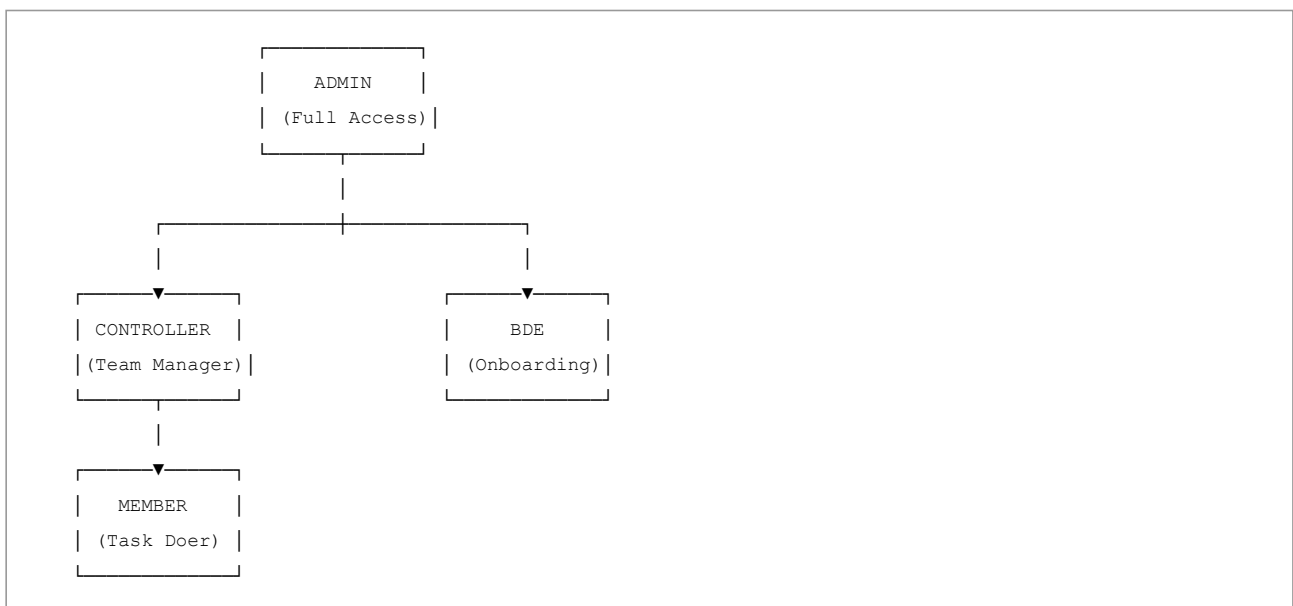 ADMIN
(Full Access)
CONTROLLER BDE
(Team Manager) (Onboarding)
MEMBER
(Task Doer)